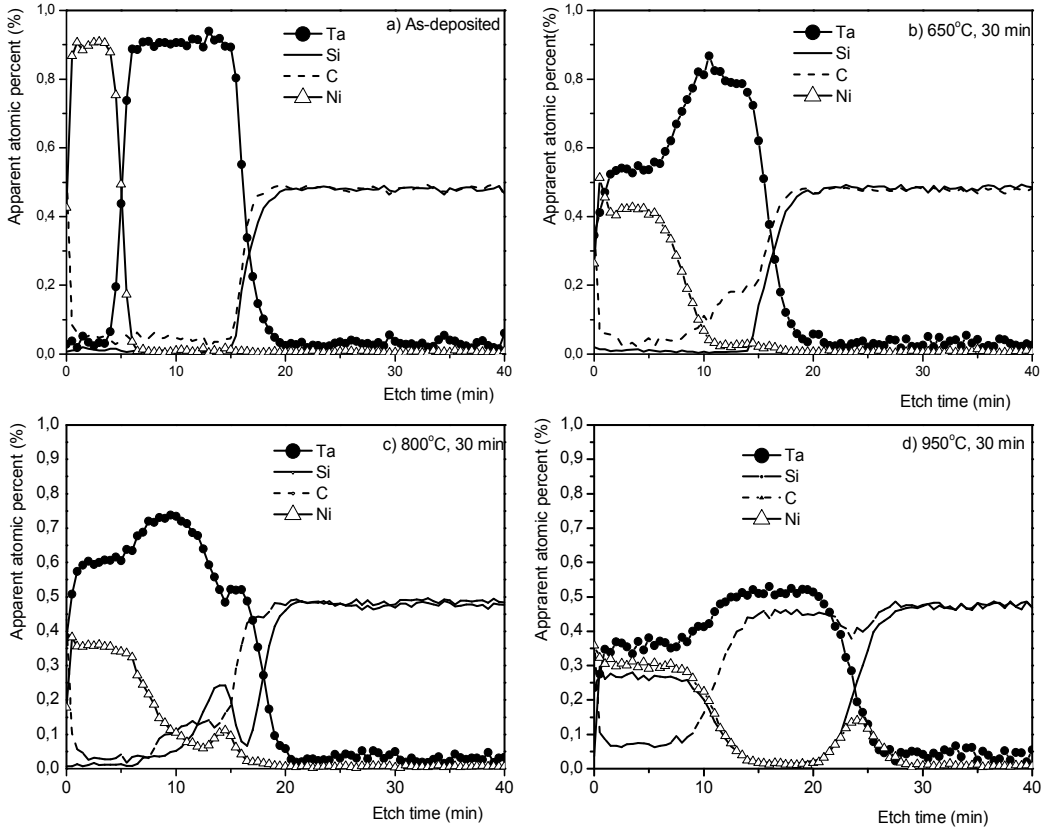 a) As-deposited
Ta
Si
C
Ni
Apparent atomic percent (%)
1,0
0,8
0,6
0,4
0,2
0,0
0
10
20
30
40
Etch time (min)
b) 650°C, 30 min
Ta
Si
C
Ni
Apparent atomic percent(%)
1,0
0,8
0,6
0,4
0,2
0,0
0
10
20
30
40
Etch time (min)
c) 800°C, 30 min
Ta
Si
C
Ni
Apparent atomic percent (%)
1,0
0,9
0,8
0,7
0,6
0,5
0,4
0,3
0,2
0,1
0,0
0
10
20
30
40
Etch time (min)
d) 950°C, 30 min
Ta
Si
C
Ni
Apprarent atomic percent (%)
1,0
0,9
0,8
0,7
0,6
0,5
0,4
0,3
0,2
0,1
0,0
0
10
20
30
40
Etch time (min)